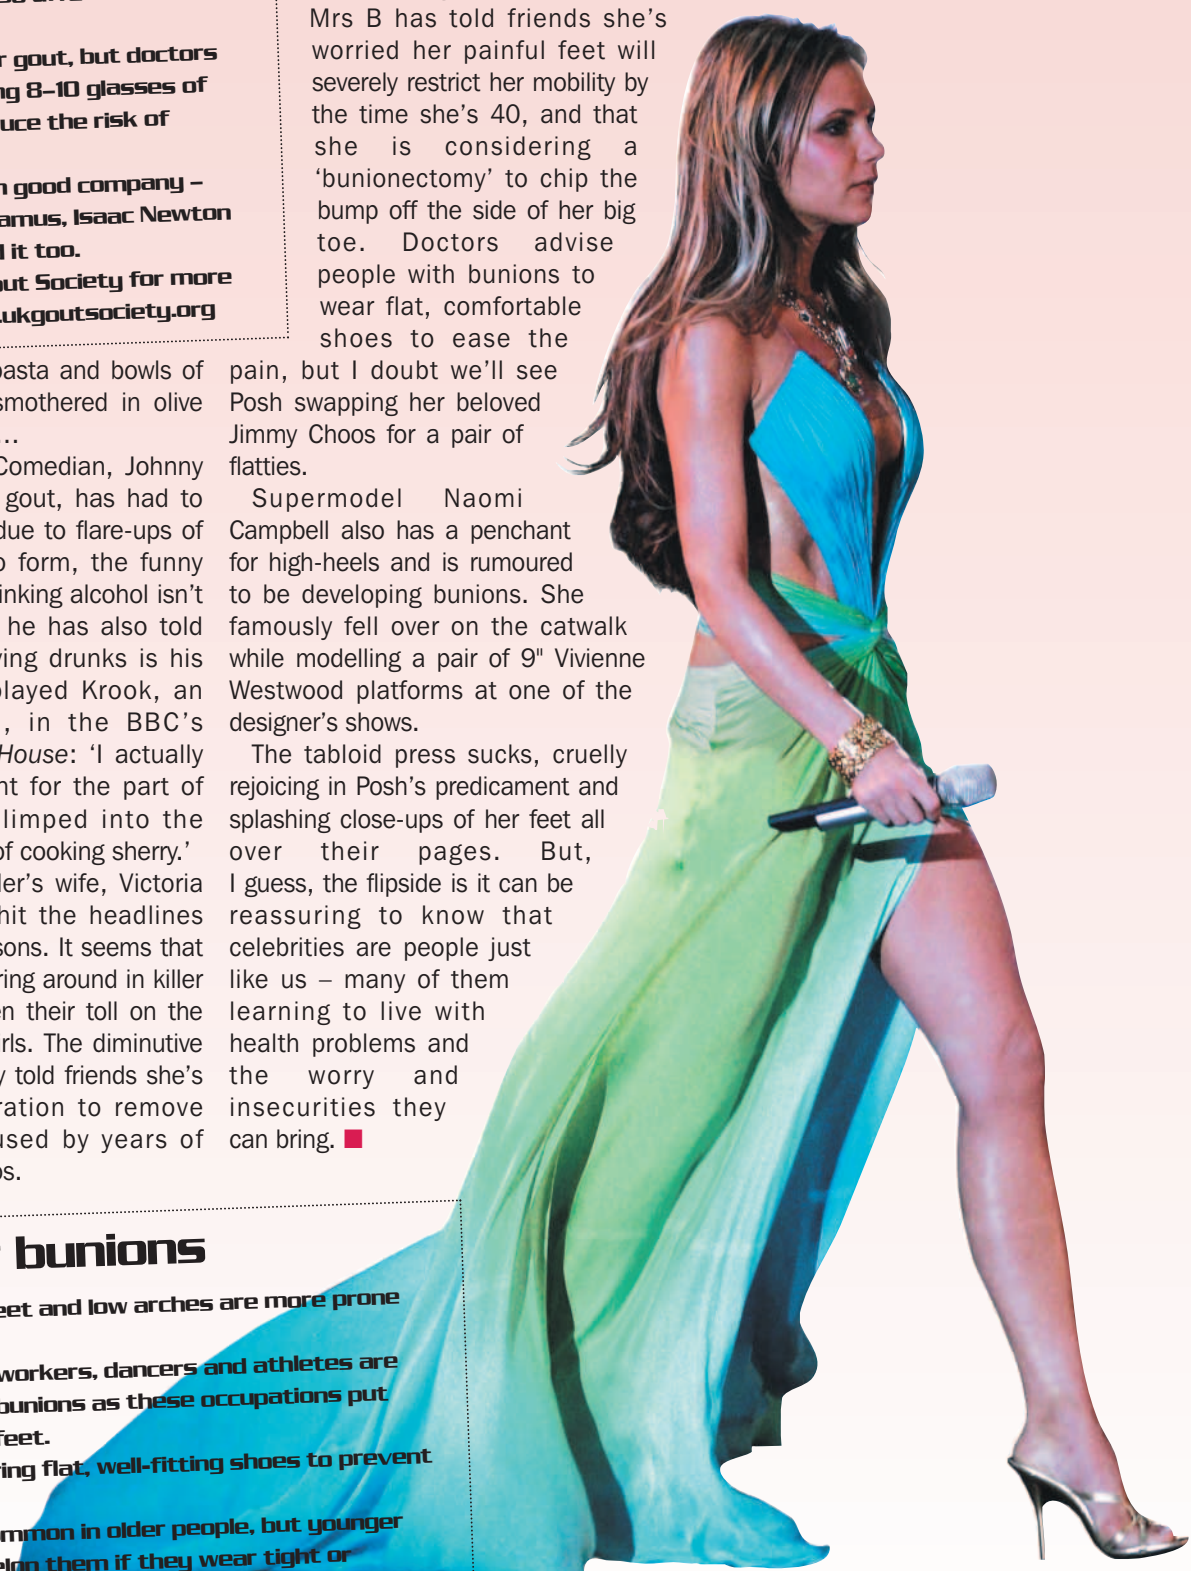 r gout, but doctors
ng 8–10 glasses of
uce the risk of
n good company –
amus, Isaac Newton
l it too.
out Society for more
.ukgoutsociety.org
pasta and bowls of
smothered in olive
…
Comedian, Johnny
gout, has had to
due to flare-ups of
o form, the funny
inking alcohol isn't
he has also told
ying drunks is his
played Krook, an
, in the BBC's
House: 'I actually
nt for the part of
limped into the
of cooking sherry.'
ler's wife, Victoria
hit the headlines
sons. It seems that
ring around in killer
en their toll on the
irls. The diminutive
y told friends she's
ration to remove
used by years of
os.
Mrs B has told friends she's
worried her painful feet will
severely restrict her mobility by
the time she's 40, and that
she is considering a
'bunionectomy' to chip the
bump off the side of her big
toe. Doctors advise
people with bunions to
wear flat, comfortable
shoes to ease the
pain, but I doubt we'll see
Posh swapping her beloved
Jimmy Choos for a pair of
flatties.
Supermodel Naomi
Campbell also has a penchant
for high-heels and is rumoured
to be developing bunions. She
famously fell over on the catwalk
while modelling a pair of 9" Vivienne
Westwood platforms at one of the
designer's shows.
The tabloid press sucks, cruelly
rejoicing in Posh's predicament and
splashing close-ups of her feet all
over their pages. But,
I guess, the flipside is it can be
reassuring to know that
celebrities are people just
like us – many of them
learning to live with
health problems and
the worry and
insecurities they
can bring.
bunions
eet and low arches are more prone
workers, dancers and athletes are
bunions as these occupations put
feet.
ring flat, well-fitting shoes to prevent
mmon in older people, but younger
elop them if they wear tight or